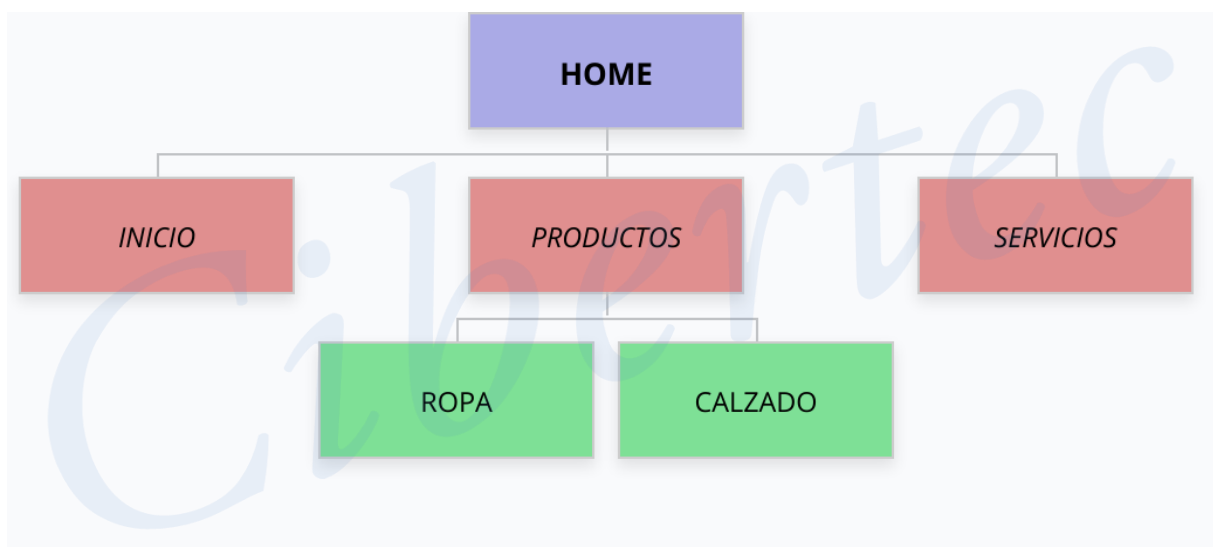 HOME
INICIO
PRODUCTOS
SERVICIOS
ROPA
CALZADO
Cibertec